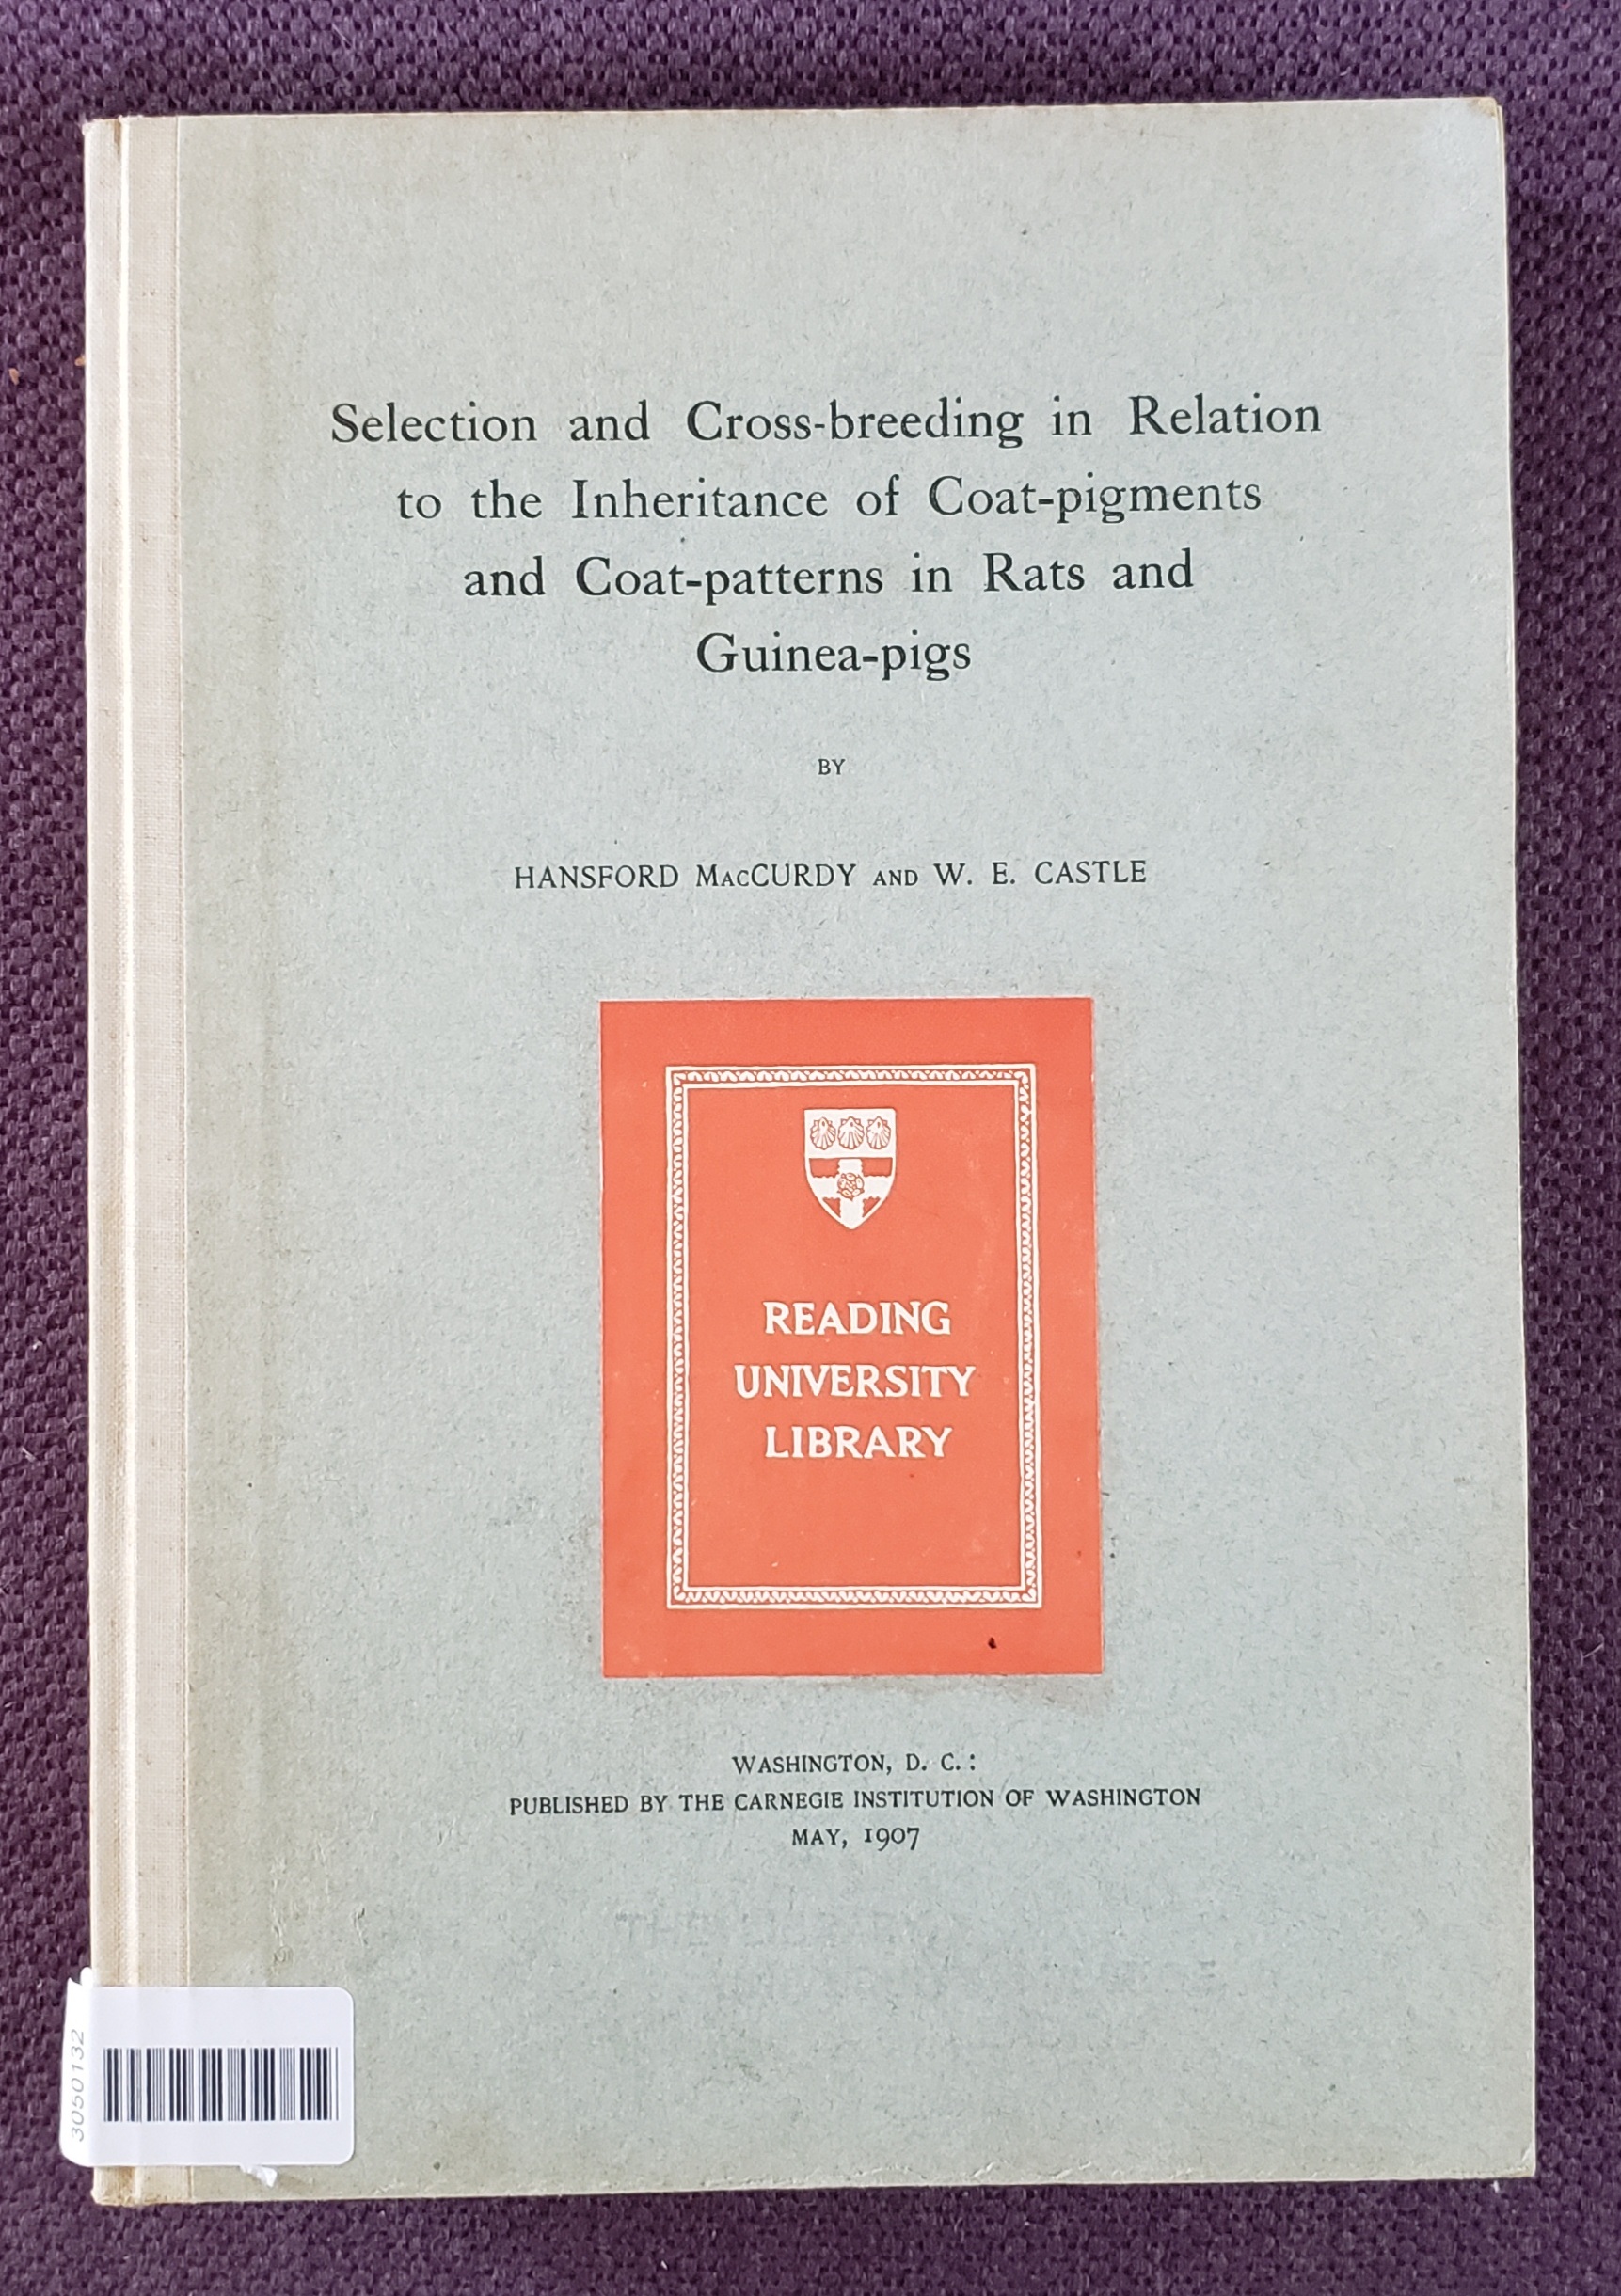 Selection and Cross-breeding in Relation
to the Inheritance of Coat-pigments
and Coat-patterns in Rats and
Guinea-pigs
BY
HANSFORD MacCURDY AND W. E. CASTLE
READING
UNIVERSITY
LIBRARY
WASHINGTON, D. C.:
PUBLISHED BY THE CARNEGIE INSTITUTION OF WASHINGTON
MAY, 1907
3050132